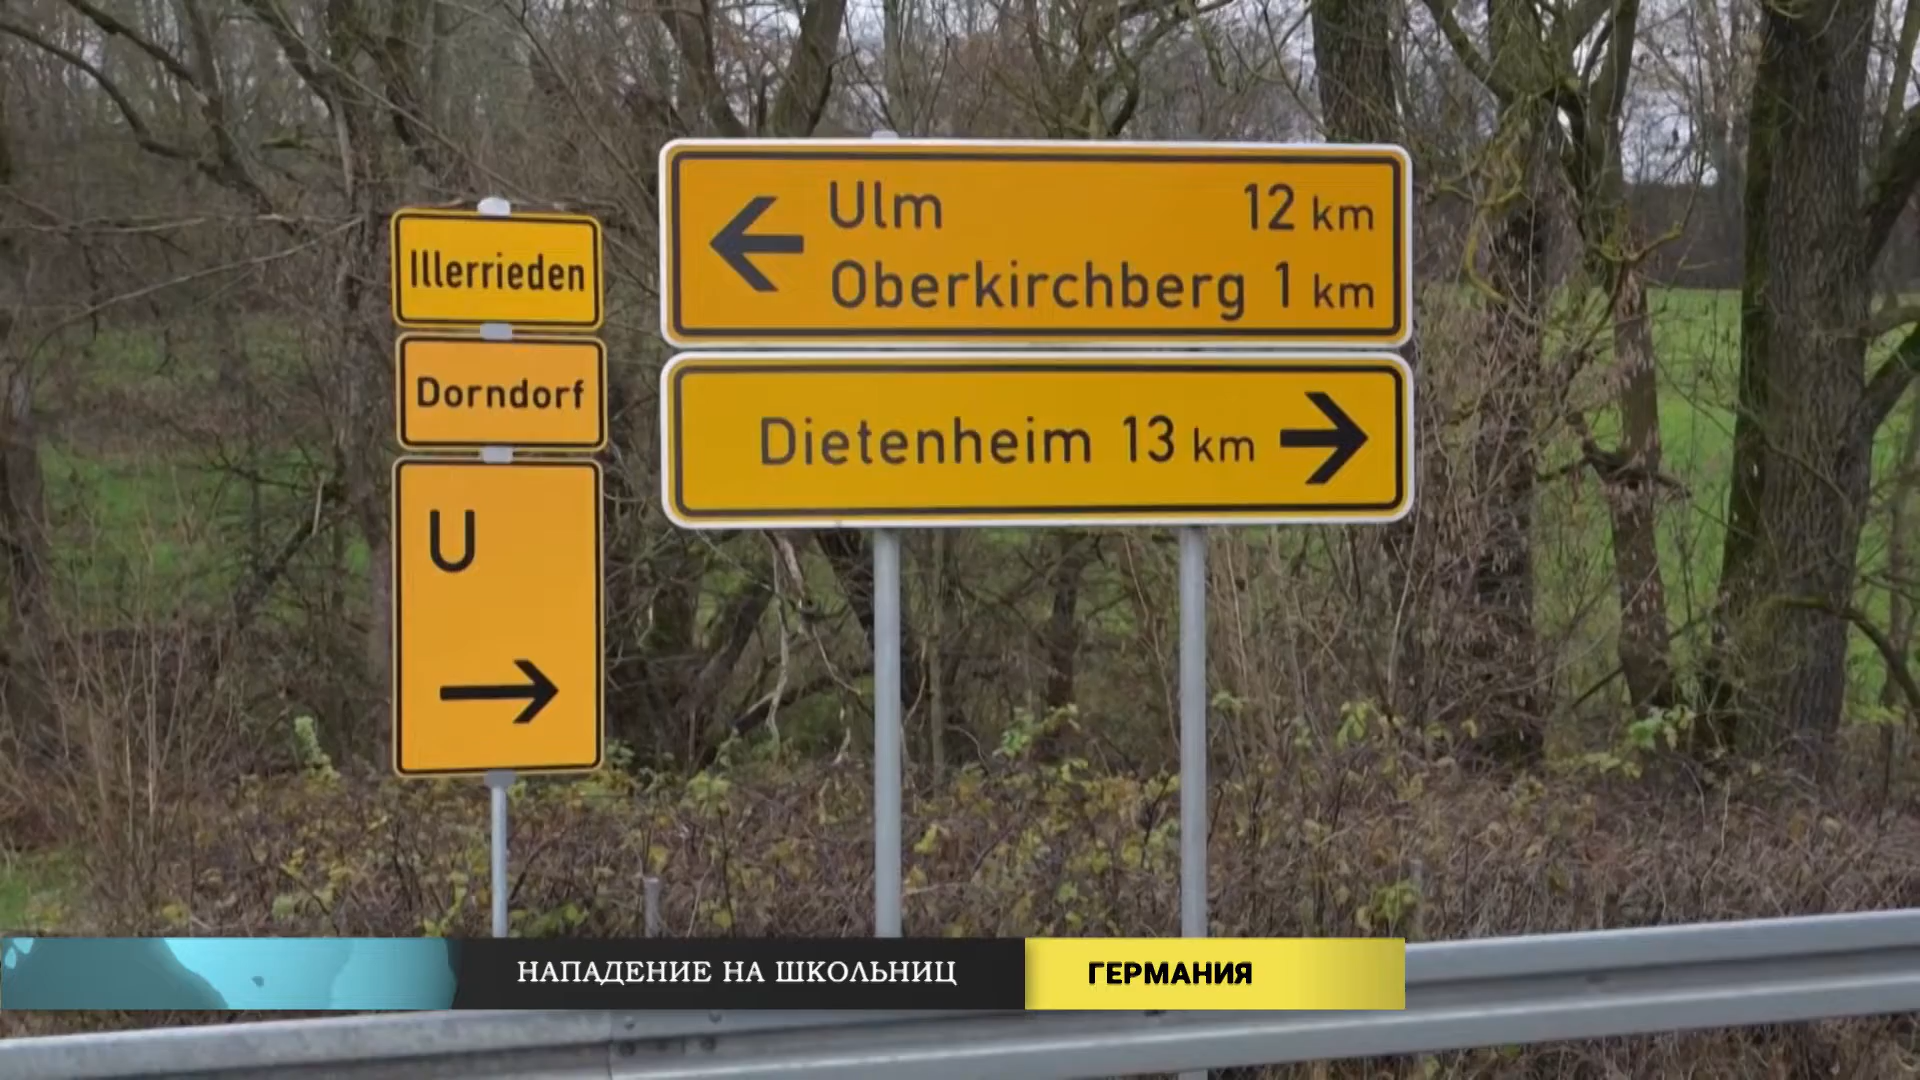 Illerrieden
Dorndorf
U
Ulm 12 km
Oberkirchberg 1 km
Dietenheim 13 km
НАПАДЕНИЕ НА ШКОЛЬНИЦ
ГЕРМАНИЯ